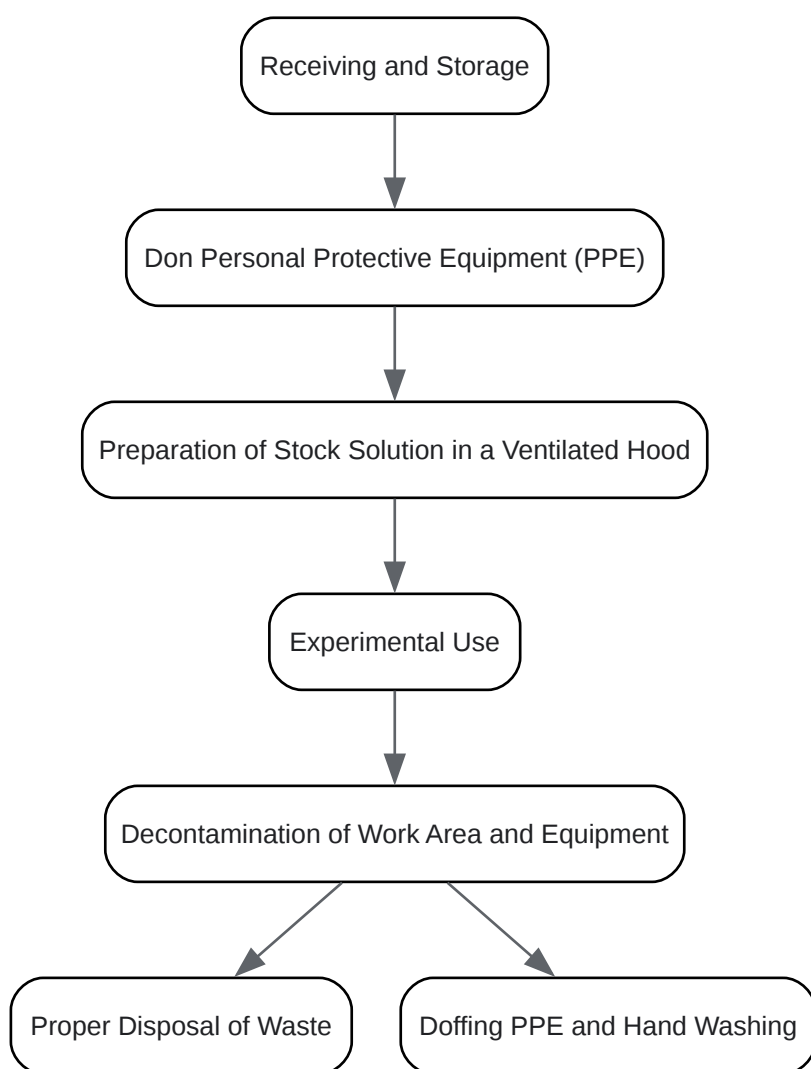 Receiving and Storage
Don Personal Protective Equipment (PPE)
Preparation of Stock Solution in a Ventilated Hood
Experimental Use
Decontamination of Work Area and Equipment
Proper Disposal of Waste
Doffing PPE and Hand Washing